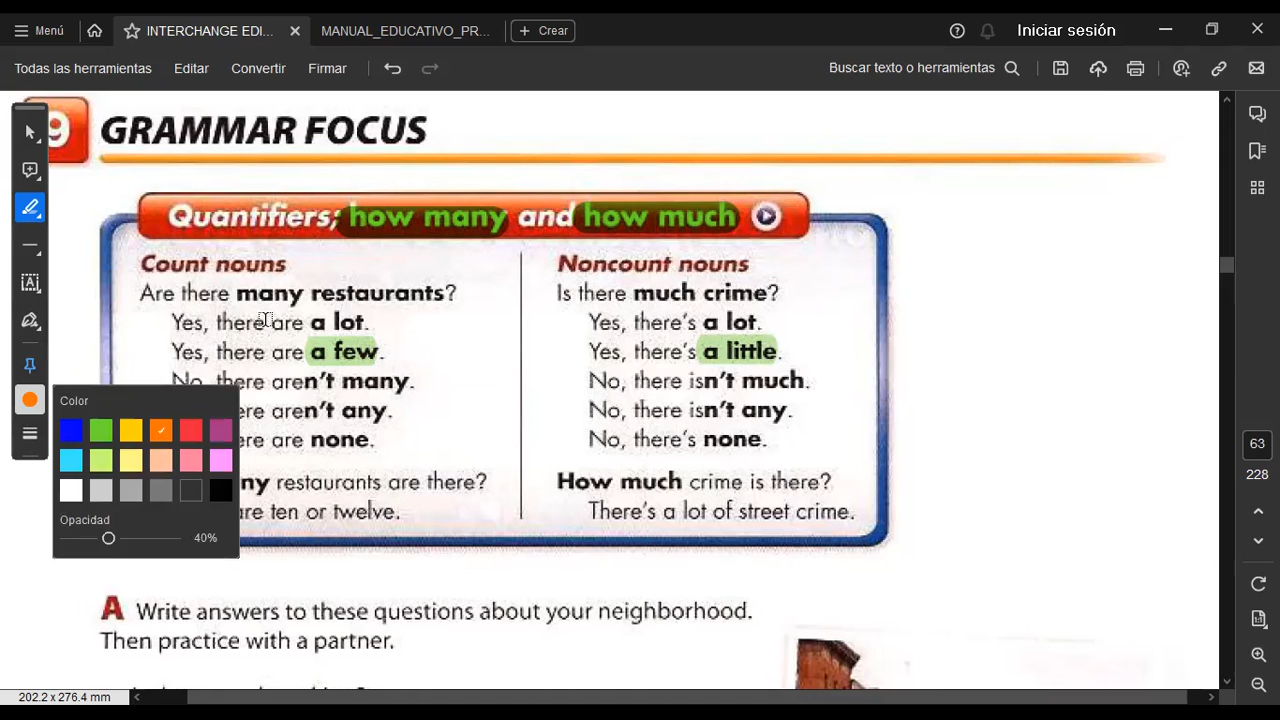 Menú
INTERCHANGE EDI...
MANUAL_EDUCATIVO_PR...
Crear
Iniciar sesión
Todas las herramientas
Editar
Convertir
Firmar
Buscar texto o herramientas
9 GRAMMAR FOCUS
Quantifiers; how many and how much
Count nouns
Are there many restaurants?
Yes, there are a lot.
Yes, there are a few.
No, there aren't many.
ere aren't any.
ere are none.
ny restaurants are there?
are ten or twelve.
Noncount nouns
Is there much crime?
Yes, there's a lot.
Yes, there's a little.
No, there isn't much.
No, there isn't any.
No, there's none.
How much crime is there?
There's a lot of street crime.
Color
Opacidad
40%
A Write answers to these questions about your neighborhood.
Then practice with a partner.
63
228
202.2 x 276.4 mm